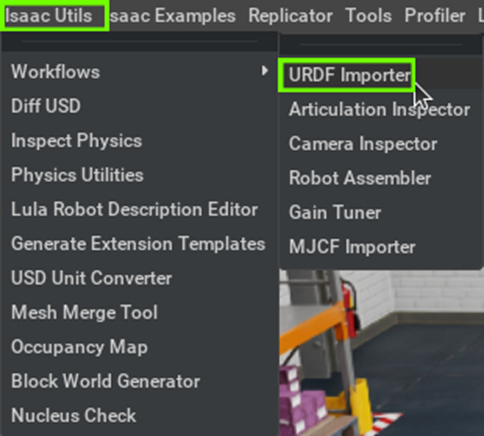 Isaac Utils Isaac Examples Replicator Tools Profiler L
Workflows
Diff USD
Inspect Physics
Physics Utilities
Lula Robot Description Editor
Generate Extension Templates
USD Unit Converter
Mesh Merge Tool
Occupancy Map
Block World Generator
Nucleus Check
URDF Importer
Articulation Inspector
Camera Inspector
Robot Assembler
Gain Tuner
MJCF Importer